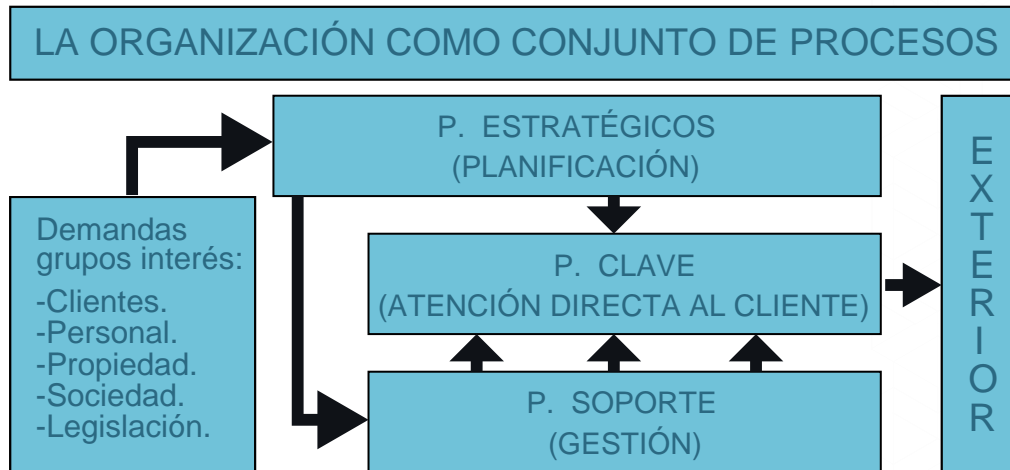 LA ORGANIZACIÓN COMO CONJUNTO DE PROCESOS
P. ESTRATÉGICOS
(PLANIFICACIÓN)
Demandas
grupos interés:
-Clientes.
-Personal.
-Propiedad.
-Sociedad.
-Legislación.
P. CLAVE
(ATENCIÓN DIRECTA AL CLIENTE)
P. SOPORTE
(GESTIÓN)
EXTERIOR